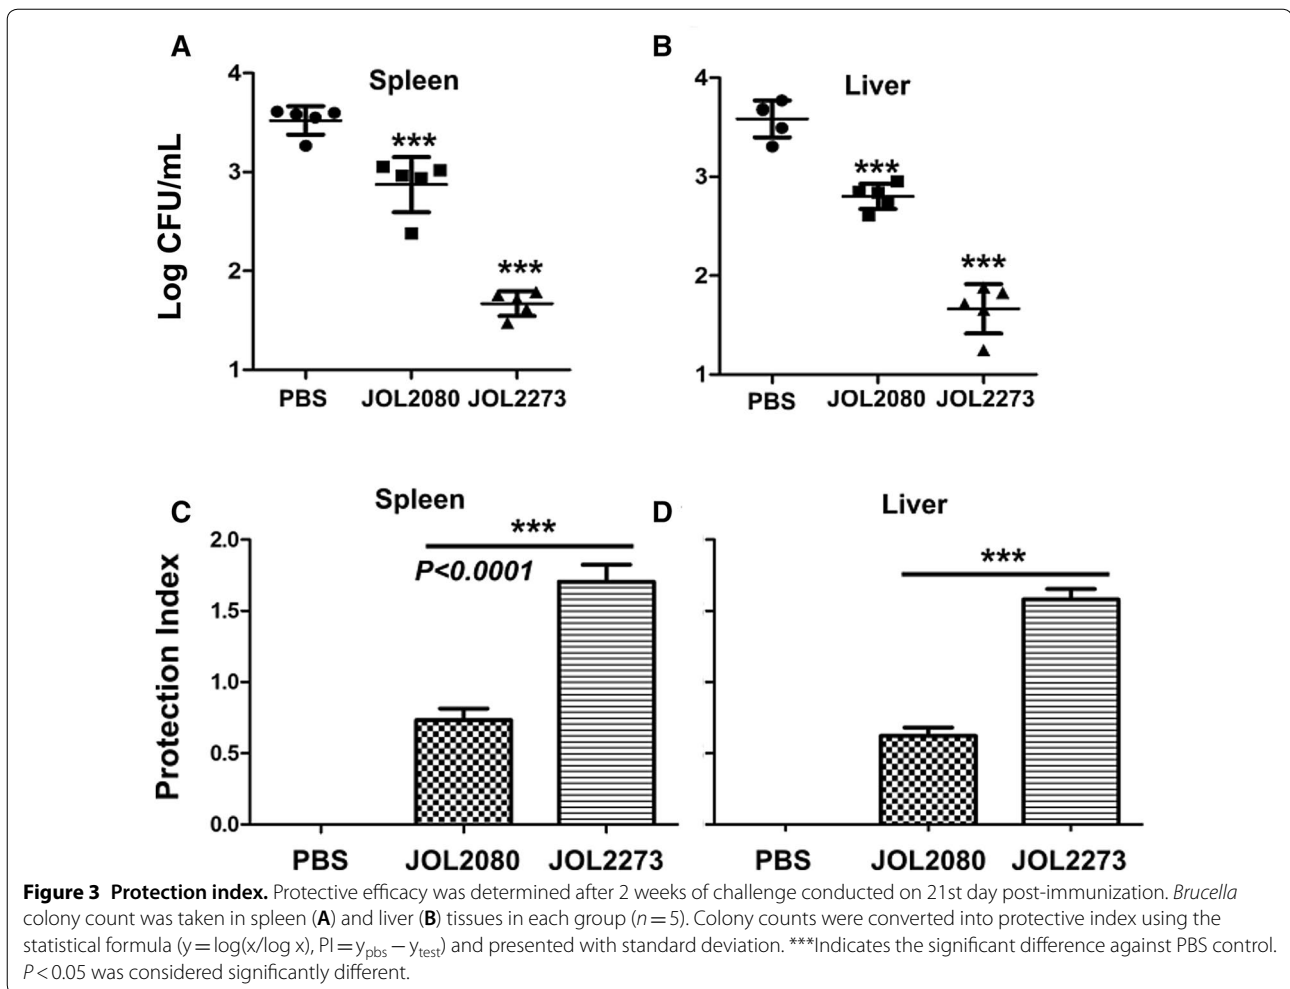 A
B
Spleen
Liver
Log CFU/mL
4
3
2
1
4
3
2
1
***
***
***
***
PBS
JOL2080
JOL2273
PBS
JOL2080
JOL2273
C
Spleen
D
Liver
Protection Index
2.0
1.5
1.0
0.5
0.0
***
P<0.0001
***
PBS
JOL2080
JOL2273
PBS
JOL2080
JOL2273
Figure 3 Protection index. Protective efficacy was determined after 2 weeks of challenge conducted on 21st day post-immunization. Brucella
colony count was taken in spleen (A) and liver (B) tissues in each group (n = 5). Colony counts were converted into protective index using the
statistical formula (y = log(x/log x), PI = ypbs − ytest) and presented with standard deviation. ***Indicates the significant difference against PBS control.
P < 0.05 was considered significantly different.